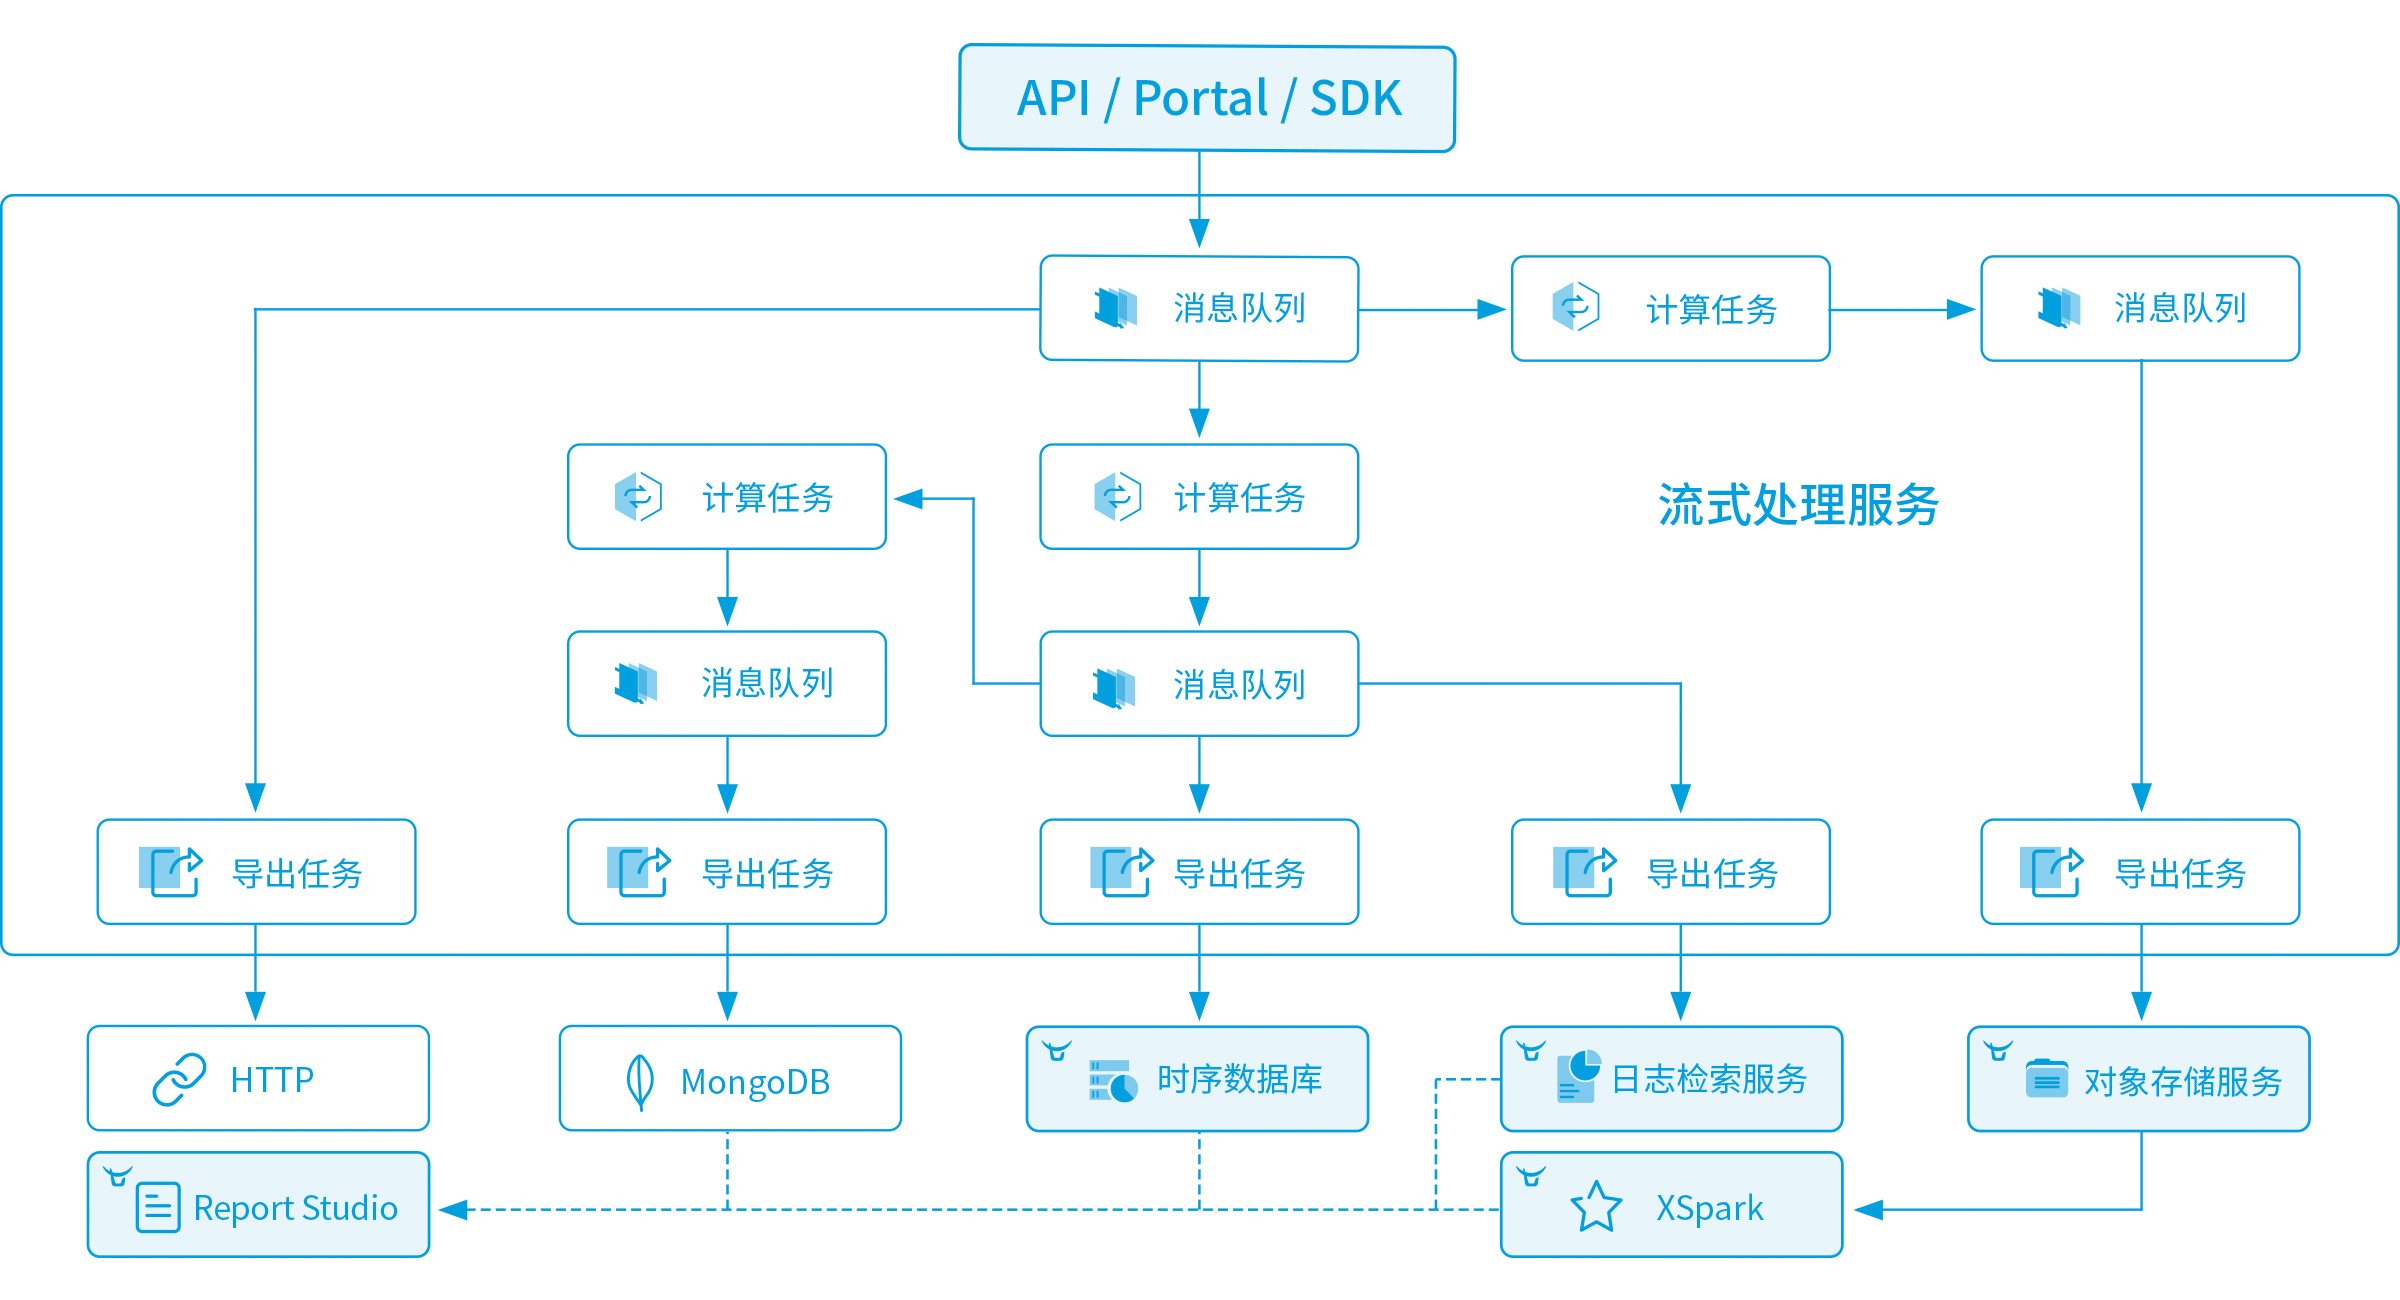 API / Portal / SDK
消息队列
计算任务
消息队列
计算任务
计算任务
流式处理服务
消息队列
消息队列
导出任务
导出任务
导出任务
导出任务
导出任务
HTTP
MongoDB
时序数据库
日志检索服务
对象存储服务
Report Studio
XSpark